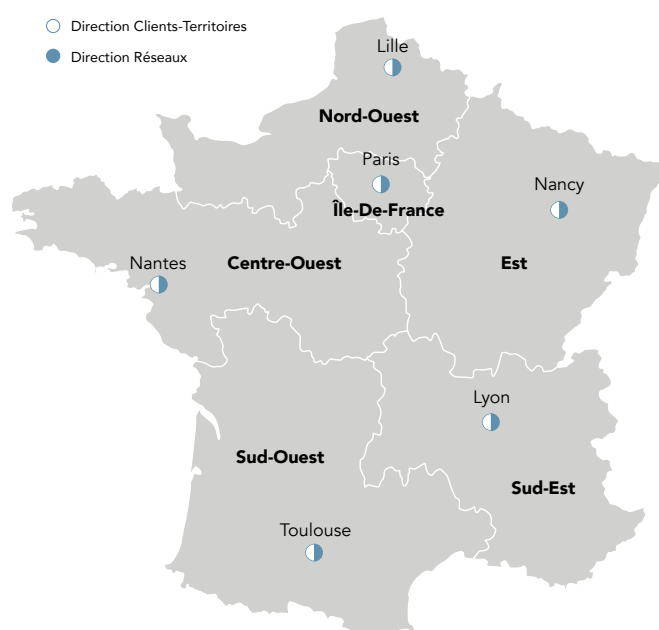 Direction Clients-Territoires
Direction Réseaux
Lille
Nord-Ouest
Paris
Île-De-France
Nancy
Nantes
Centre-Ouest
Est
Lyon
Sud-Ouest
Sud-Est
Toulouse